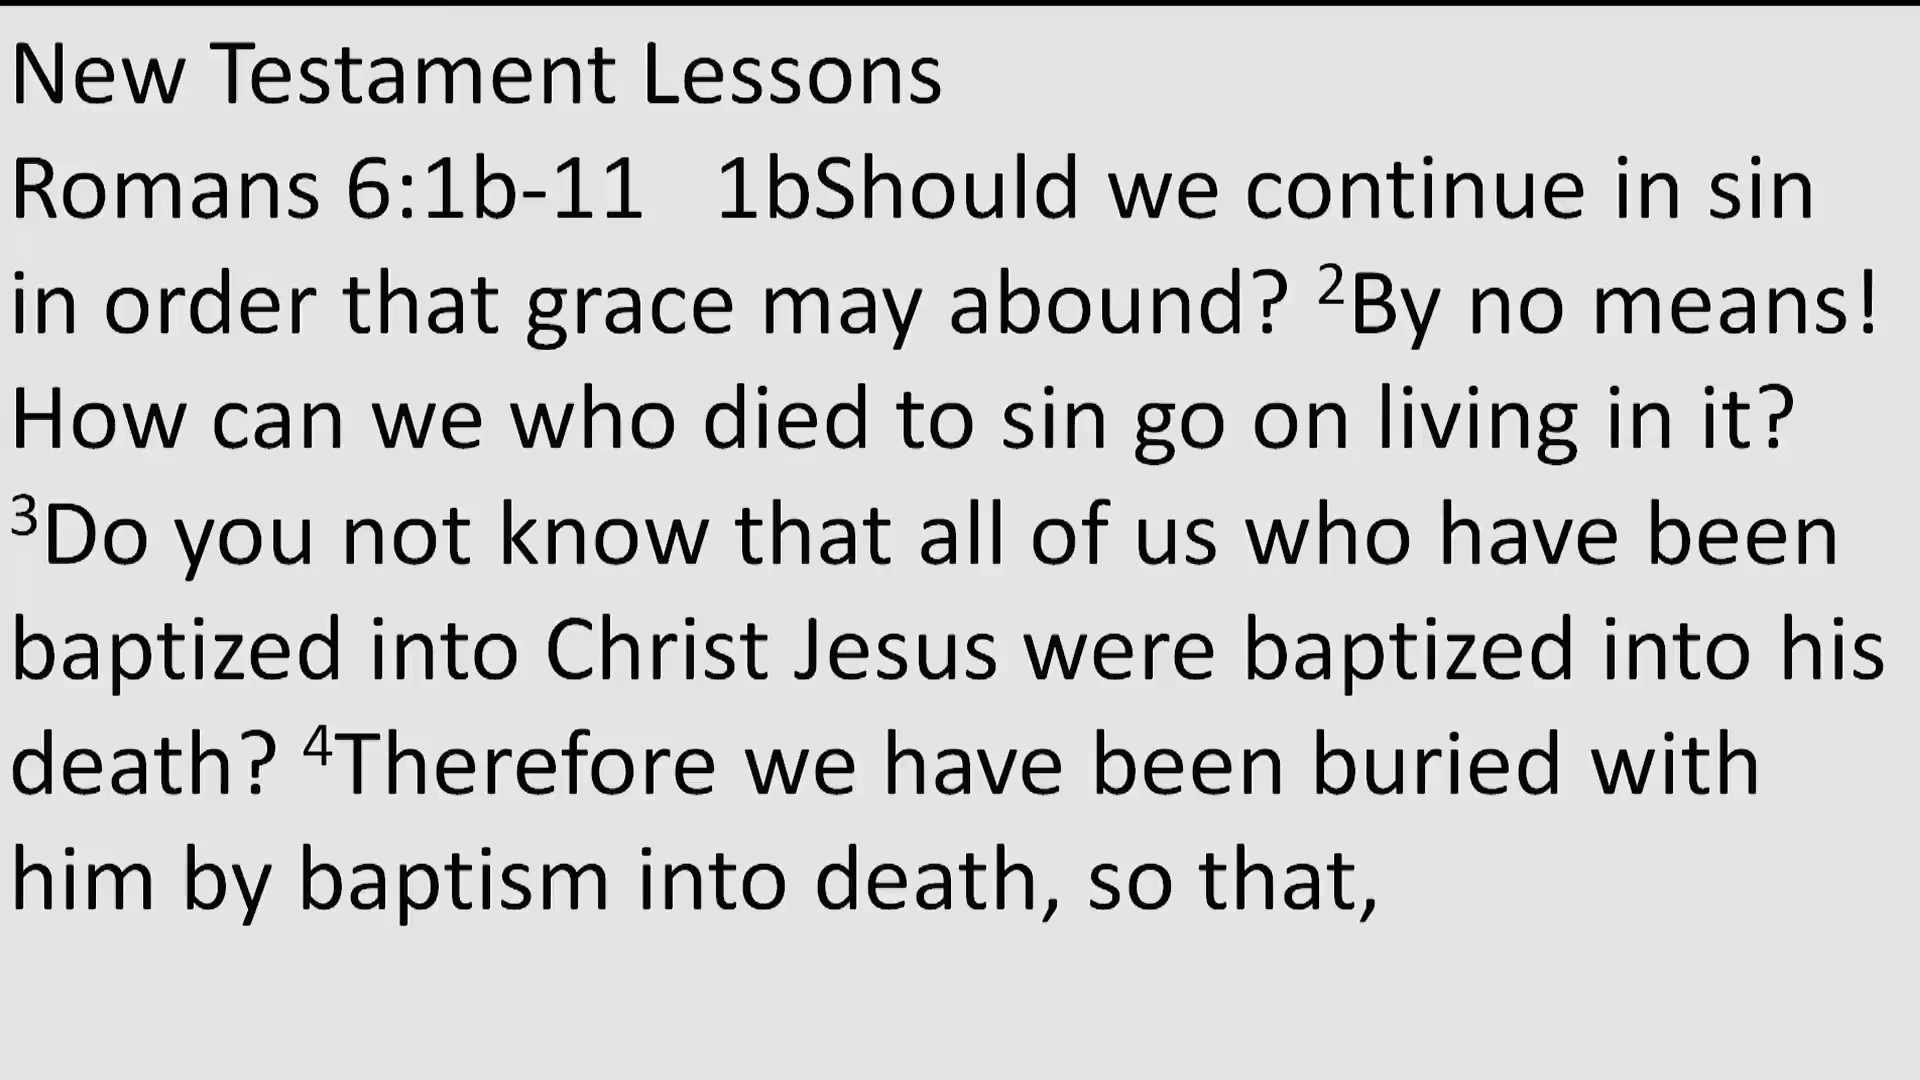 New Testament Lessons
Romans 6:1b-11 1bShould we continue in sin
in order that grace may abound? ²By no means!
How can we who died to sin go on living in it?
³Do you not know that all of us who have been
baptized into Christ Jesus were baptized into his
death? ⁴Therefore we have been buried with
him by baptism into death, so that,